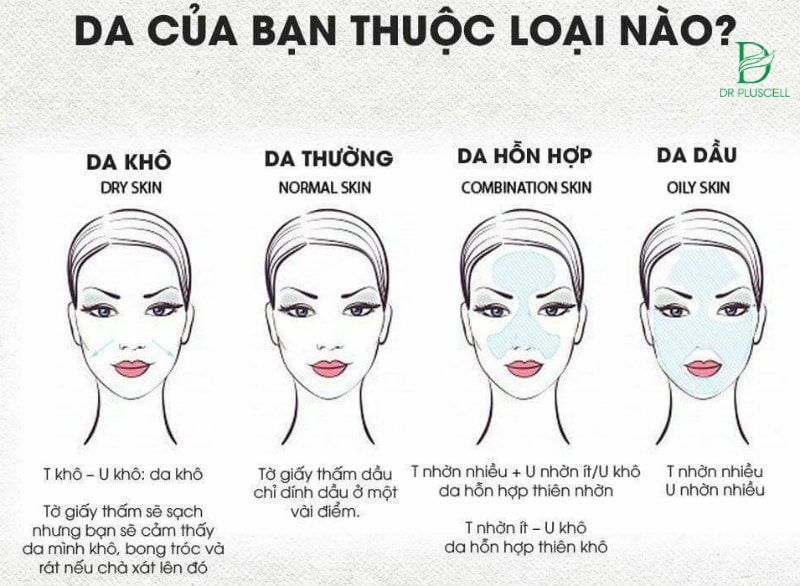 DA CỦA BẠN THUỘC LOẠI NÀO?
DR PLUSCELL
DA KHÔ
DRY SKIN
T khô – U khô: da khô
Tờ giấy thấm sẽ sạch
nhưng bạn sẽ cảm thấy
da mình khô, bong tróc và
rát nếu chà xát lên đó
DA THƯỜNG
NORMAL SKIN
Tờ giấy thấm dầu
chỉ dính dầu ở một
vài điểm.
DA HỖN HỢP
COMBINATION SKIN
T nhờn nhiều + U nhờn ít/U khô
da hỗn hợp thiên nhờn
T nhờn ít – U khô
da hỗn hợp thiên khô
DA DẦU
OILY SKIN
T nhờn nhiều
U nhờn nhiều